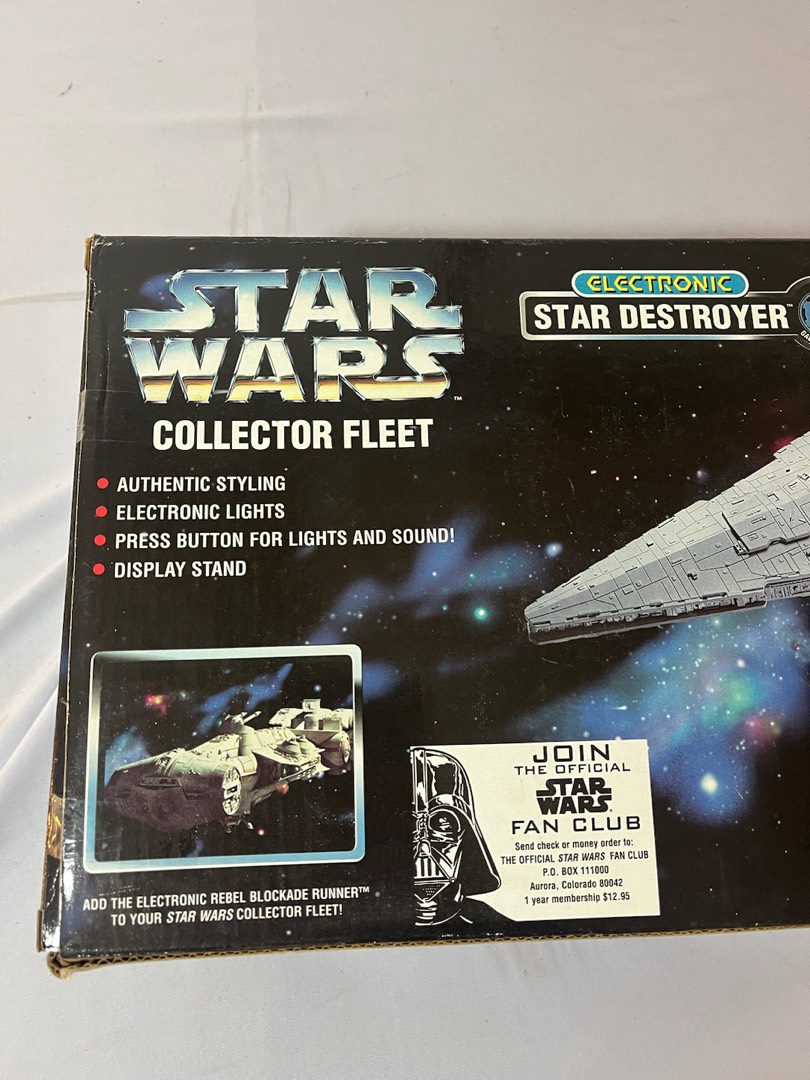 STAR
WARS™
COLLECTOR FLEET
• AUTHENTIC STYLING
• ELECTRONIC LIGHTS
• PRESS BUTTON FOR LIGHTS AND SOUND!
• DISPLAY STAND
ELECTRONIC
STAR DESTROYER™
ADD THE ELECTRONIC REBEL BLOCKADE RUNNER™
TO YOUR STAR WARS COLLECTOR FLEET!
JOIN
THE OFFICIAL
STAR
WARS
FAN CLUB
Send check or money order to:
THE OFFICIAL STAR WARS FAN CLUB
P.O. BOX 111000
Aurora, Colorado 80042
1 year membership $12.95